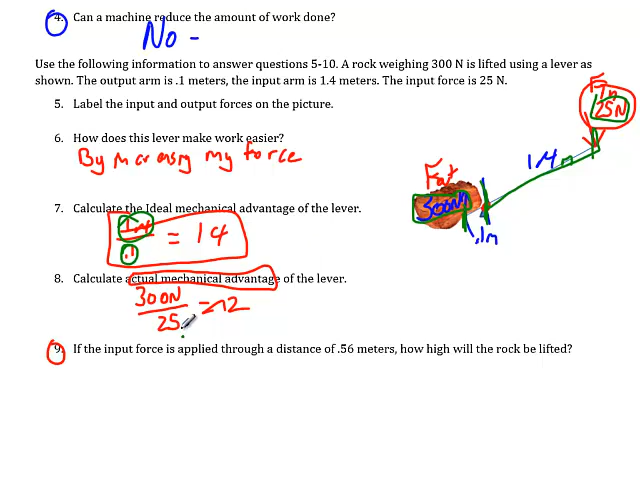 4. Can a machine reduce the amount of work done?
No -
Use the following information to answer questions 5-10. A rock weighing 300 N is lifted using a lever as
shown. The output arm is .1 meters, the input arm is 1.4 meters. The input force is 25 N.
5. Label the input and output forces on the picture.
Fin
25N
6. How does this lever make work easier?
By increasing my force
1.4m
Fout
300N
.1m
7. Calculate the Ideal mechanical advantage of the lever.
1.4
.1
= 14
8. Calculate actual mechanical advantage of the lever.
300N
25
= 12
9. If the input force is applied through a distance of .56 meters, how high will the rock be lifted?